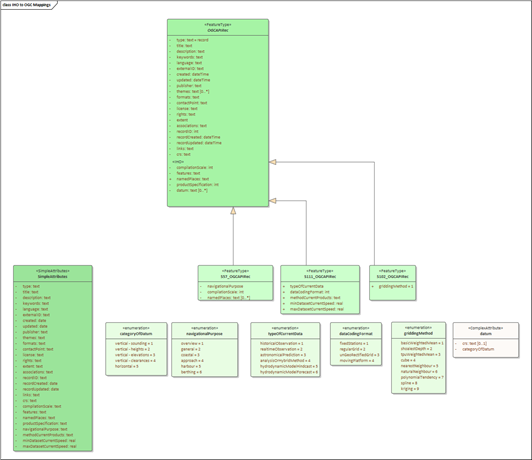 class IHO to OGC Mappings
«FeatureType»
OGCAPIRec
- type: text = record
- title: text
- description: text
- keywords: text
- language: text
- externalID: text
- created: dateTime
- updated: dateTime
- publisher: text
- themes: text [0..*]
- formats: text
- contactPoint: text
- licence: text
- rights: text
- extent
- associations: text
- recordID: int
- recordCreated: dateTime
- recordUpdated: dateTime
- links: text
- crs: text
«IHO»
- compilationScale: int
- features: text
+ namedPlaces: text
- productSpecification: int
- datum: text [0..*]
«FeatureType»
S57_OGCAPIRec
- navigationalPurpose
- compilationScale: int
- namedPlaces: text [0..*]
«FeatureType»
S111_OGCAPIRec
+ typeOfCurrentData
+ dataCodingFormat: int
+ methodCurrentProducts: text
+ minDatasetCurrentSpeed: real
+ maxDatasetCurrentSpeed: real
«FeatureType»
S102_OGCAPIRec
+ griddingMethod = 1
«SimpleAttributes»
SimpleAttributes
- type: text
- title: text
- description: text
- keywords: text
- language: text
- externalID: text
- created: date
- updated: date
- publisher: text
- themes: text
- formats: text
- contactPoint: text
- licence: text
- rights: text
- extent: text
- associations: text
- recordID: text
- recordCreated: date
- recordUpdated: date
- links: text
- crs: text
- compilationScale: text
- features: text
- namedPlaces: text
- productSpecification: text
- navigationalPurpose: text
- methodCurrentProducts: text
- minDatasetCurrentSpeed: real
- maxDatasetCurrentSpeed: real
«enumeration»
categoryOfDatum
vertical - sounding = 1
vertical - heights = 2
vertical - elevations = 3
vertical - clearances = 4
horizontal = 5
«enumeration»
navigationalPurpose
overview = 1
general = 2
coastal = 3
approach = 4
harbour = 5
berthing = 6
«enumeration»
typeOfCurrentData
historicalObservation = 1
realtimeObservation = 2
astronomicalPrediction = 3
analysisOrHybridMethod = 4
hydrodynamicModelHindcast = 5
hydrodynamicModelForecast = 6
«enumeration»
dataCodingFormat
fixedStations = 1
regularGrid = 2
ungeorectifiedGrid = 3
movingPlatform = 4
«enumeration»
griddingMethod
basicWeightedMean = 1
shoalestDepth = 2
tpuWeightedMean = 3
cube = 4
nearestNeighbour = 5
naturalNeighbour = 6
polynomialTendency = 7
spline = 8
kriging = 9
«ComplexAttribute»
datum
- crs: text [0..1]
- categoryOfDatum